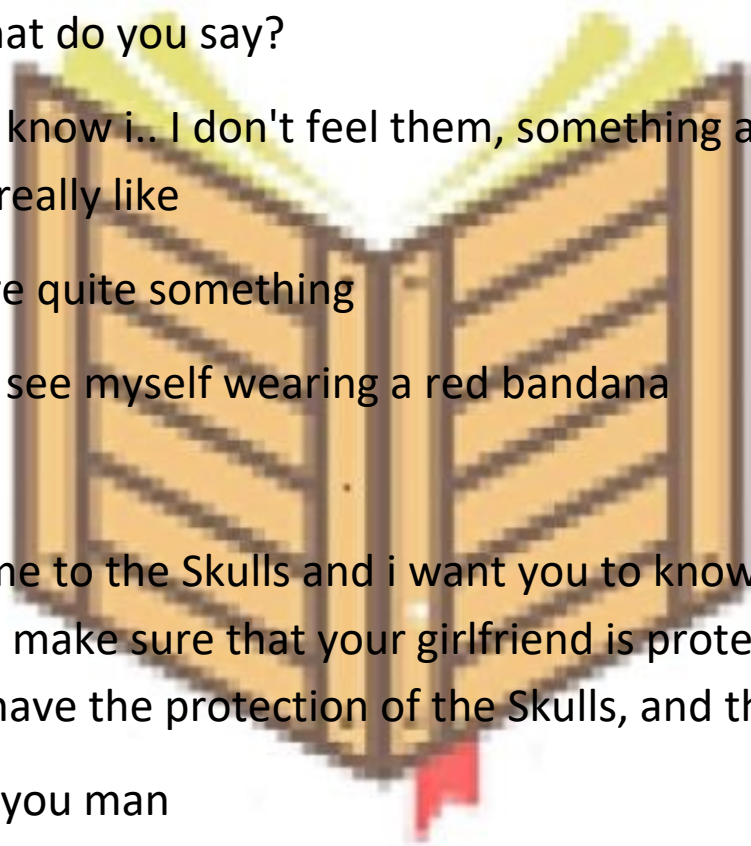 hat do you say?
know i.. I don't feel them, something a
really like
e quite something
see myself wearing a red bandana
ne to the Skulls and i want you to know
make sure that your girlfriend is prote
have the protection of the Skulls, and th
you man